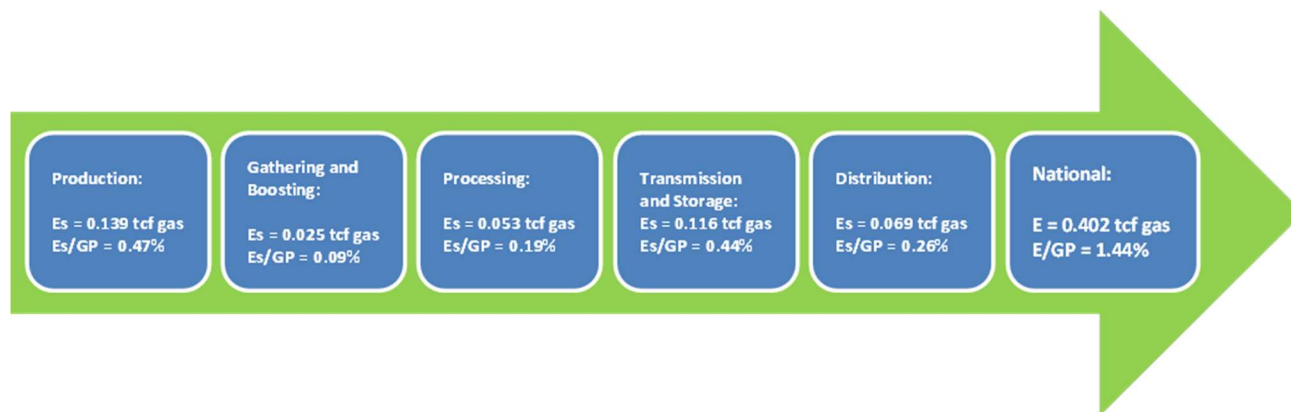 Production:
Es = 0.139 tcf gas
Es/GP = 0.47%
Gathering and
Boosting:
Es = 0.025 tcf gas
Es/GP = 0.09%
Processing:
Es = 0.053 tcf gas
Es/GP = 0.19%
Transmission
and Storage:
Es = 0.116 tcf gas
Es/GP = 0.44%
Distribution:
Es = 0.069 tcf gas
Es/GP = 0.26%
National:
E = 0.402 tcf gas
E/GP = 1.44%